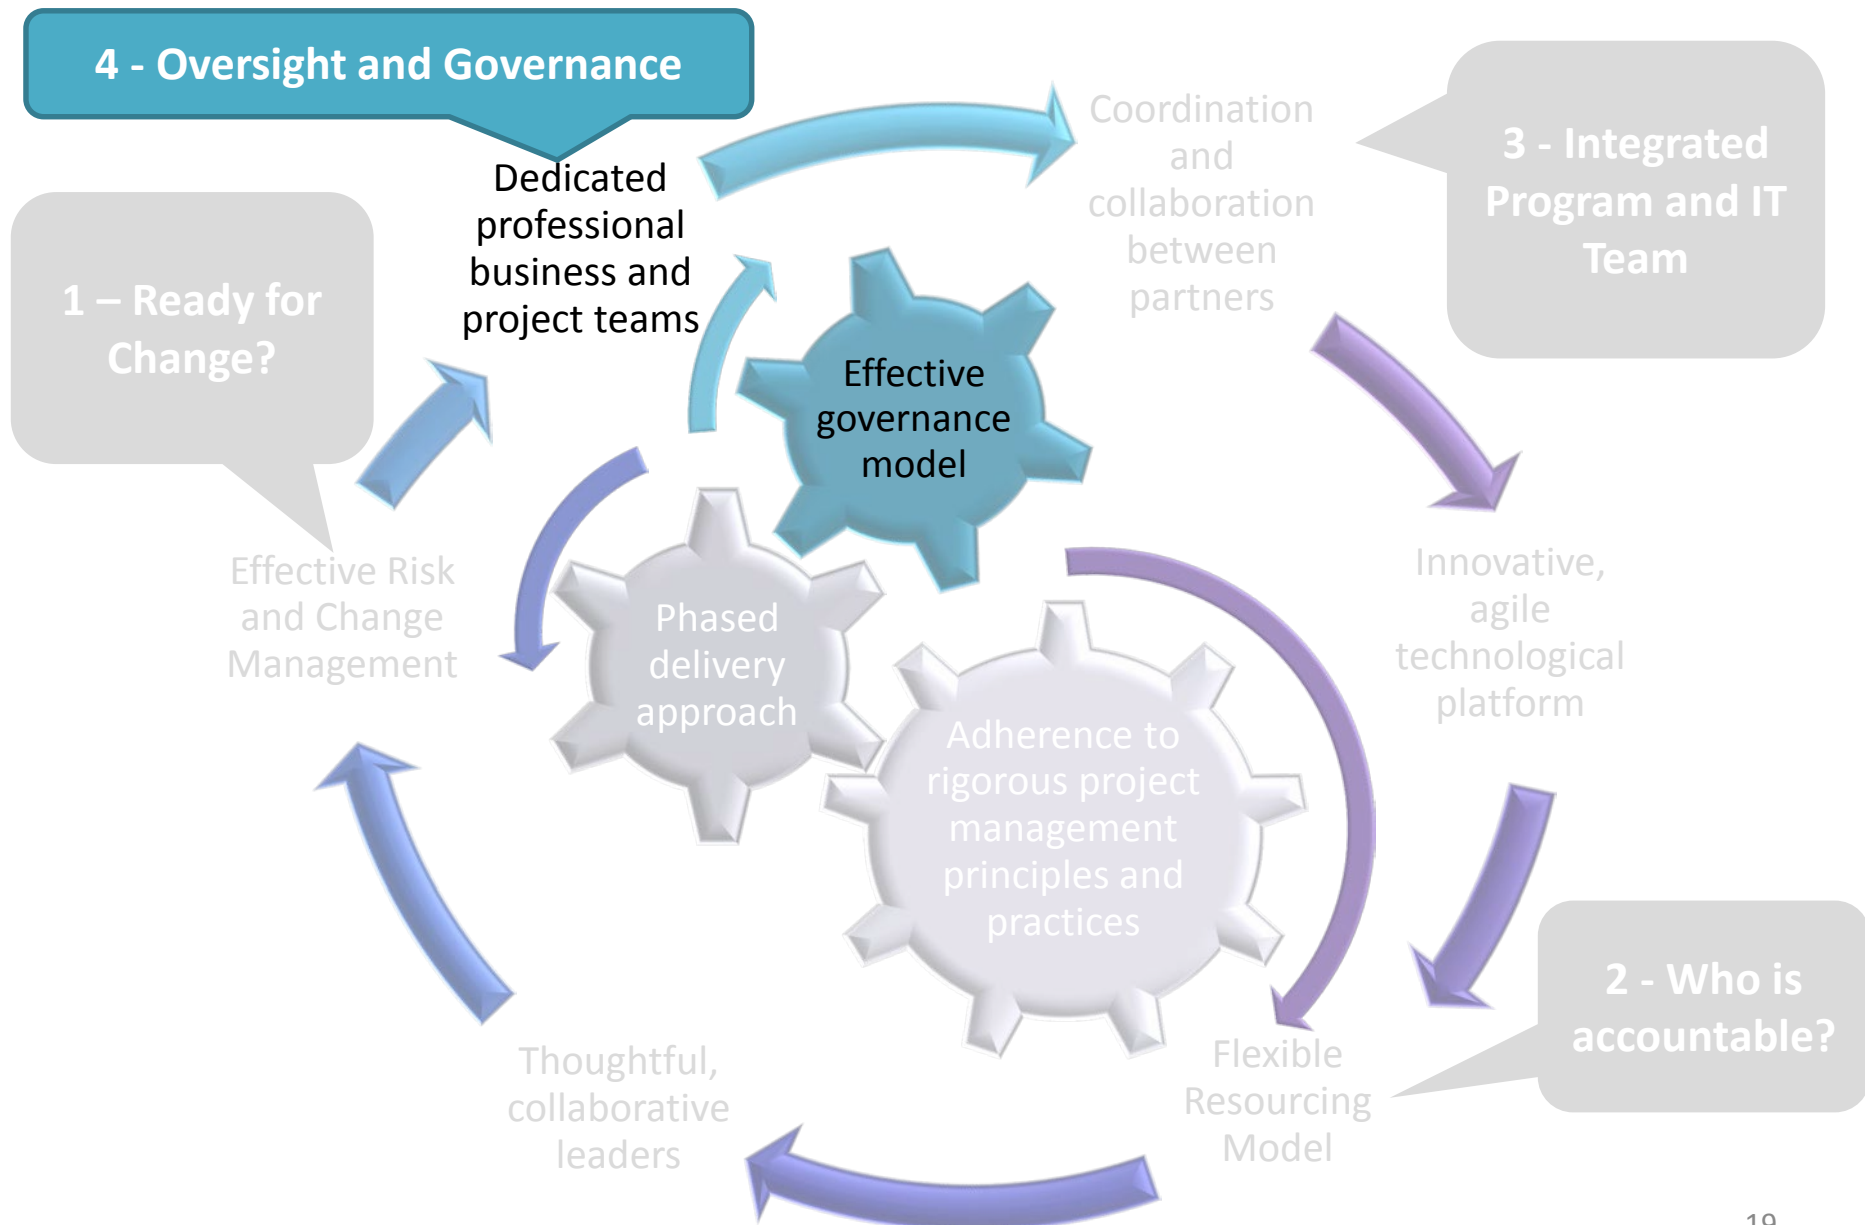 4 - Oversight and Governance
Dedicated
professional
business and
project teams
Coordination
and
collaboration
between
partners
3 - Integrated
Program and IT
Team
1 – Ready for
Change?
Effective
governance
model
Effective Risk
and Change
Management
Phased
delivery
approach
Innovative,
agile
technological
platform
Adherence to
rigorous project
management
principles and
practices
2 - Who is
accountable?
Thoughtful,
collaborative
leaders
Flexible
Resourcing
Model
19